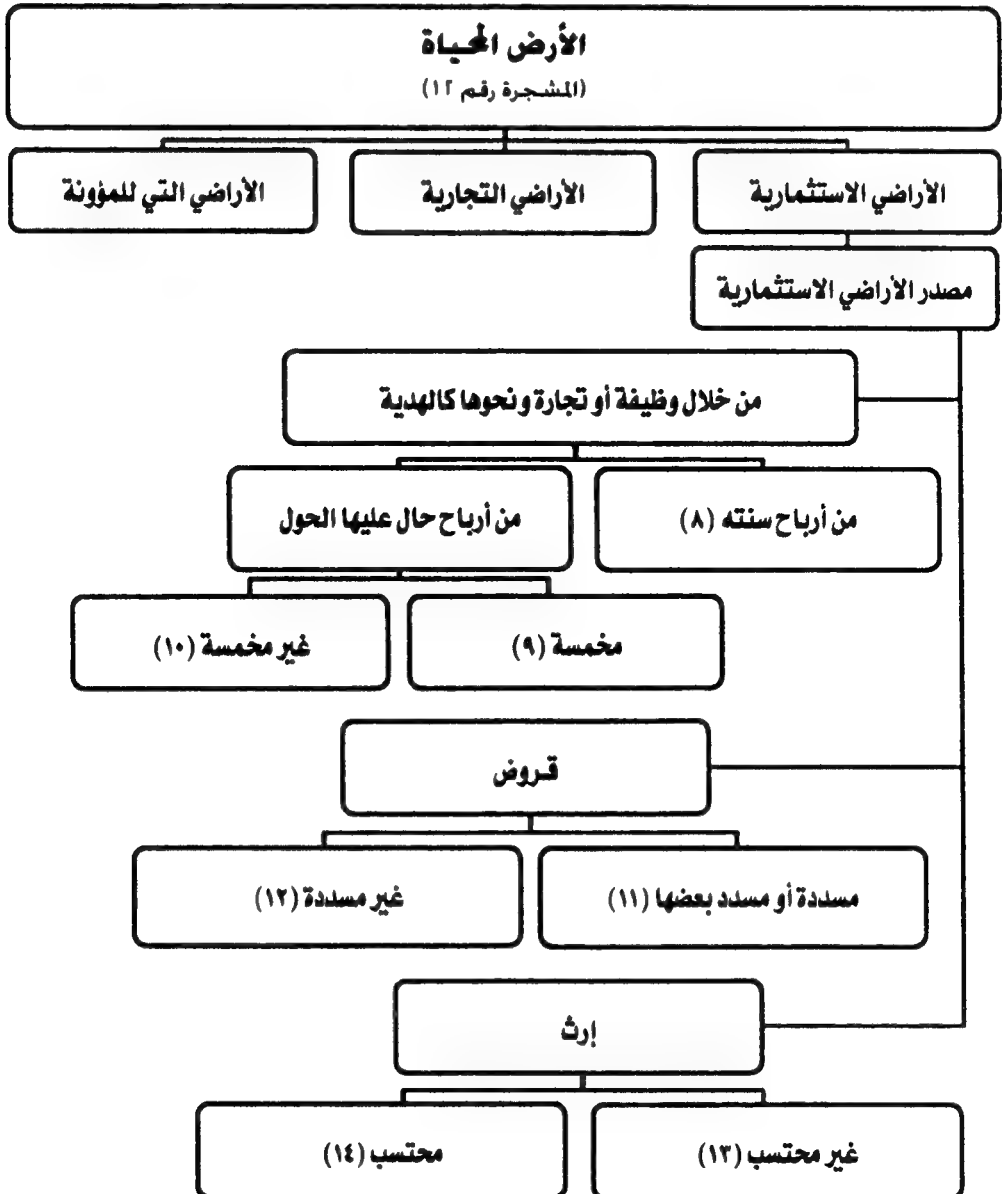 الأرض المحياة
(المشجرة رقم ١٢)
الأراضي الاستثمارية
الأراضي التجارية
الأراضي التي للمؤونة
مصدر الأراضي الاستثمارية
من خلال وظيفة أو تجارة ونحوها كالهدية
من أرباح سنته (٨)
من أرباح حال عليها الحول
مخمسة (٩)
غير مخمسة (١٠)
قروض
مسددة أو مسدد بعضها (١١)
غير مسددة (١٢)
إرث
غير محتسب (١٣)
محتسب (١٤)